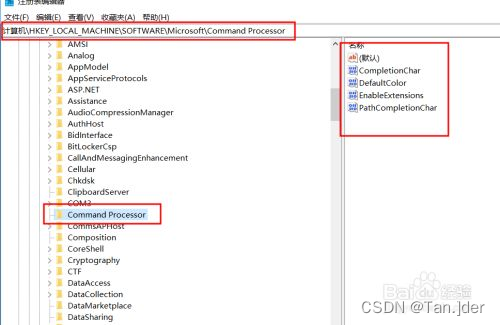 注册表编辑器
文件(F) 编辑(E) 查看(V) 收藏夹(A) 帮助(H)
计算机\HKEY_LOCAL_MACHINE\SOFTWARE\Microsoft\Command Processor
AMSI
Analog
AppModel
AppServiceProtocols
ASP.NET
Assistance
AudioCompressionManager
AuthHost
BidInterface
BitLockerCsp
CallAndMessagingEnhancement
Cellular
Chkdsk
ClipboardServer
COM3
Command Processor
CommsAPHost
Composition
CoreShell
Cryptography
CTF
DataAccess
DataCollection
DataMarketplace
DataSharing
名称
(默认)
CompletionChar
DefaultColor
EnableExtensions
PathCompletionChar
Bai 经验
CSDN @Tan.jder